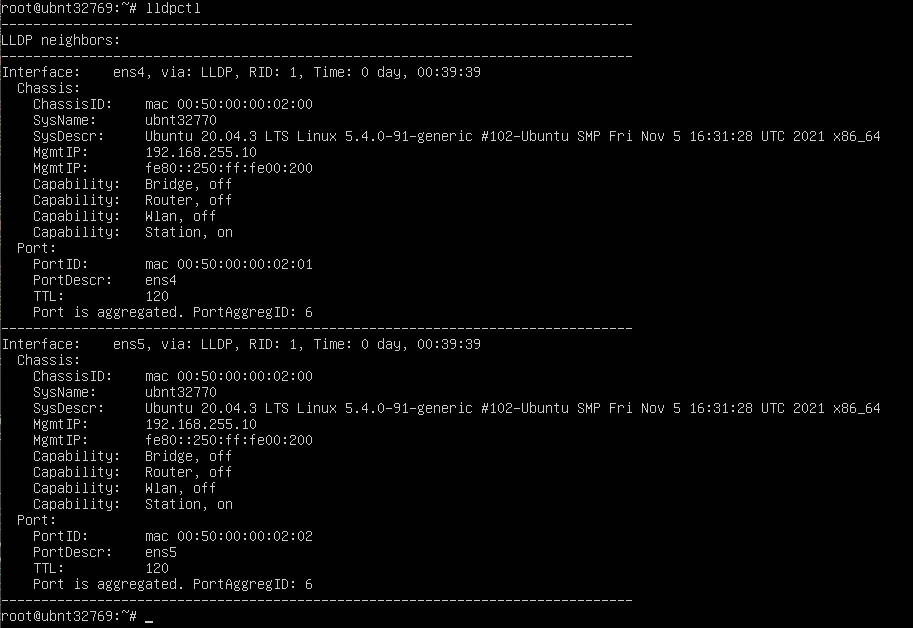 root@ubnt32769:~# lldpctl
-------------------------------------------------------------------------------
LLDP neighbors:
-------------------------------------------------------------------------------
Interface:    ens4, via: LLDP, RID: 1, Time: 0 day, 00:39:39
  Chassis:
    ChassisID:    mac 00:50:00:00:02:00
    SysName:      ubnt32770
    SysDescr:     Ubuntu 20.04.3 LTS Linux 5.4.0-91-generic #102-Ubuntu SMP Fri Nov 5 16:31:28 UTC 2021 x86_64
    MgmtIP:       192.168.255.10
    MgmtIP:       fe80::250:ff:fe00:200
    Capability:   Bridge, off
    Capability:   Router, off
    Capability:   Wlan, off
    Capability:   Station, on
  Port:
    PortID:       mac 00:50:00:00:02:01
    PortDescr:    ens4
    TTL:          120
    Port is aggregated. PortAggregID: 6
-------------------------------------------------------------------------------
Interface:    ens5, via: LLDP, RID: 1, Time: 0 day, 00:39:39
  Chassis:
    ChassisID:    mac 00:50:00:00:02:00
    SysName:      ubnt32770
    SysDescr:     Ubuntu 20.04.3 LTS Linux 5.4.0-91-generic #102-Ubuntu SMP Fri Nov 5 16:31:28 UTC 2021 x86_64
    MgmtIP:       192.168.255.10
    MgmtIP:       fe80::250:ff:fe00:200
    Capability:   Bridge, off
    Capability:   Router, off
    Capability:   Wlan, off
    Capability:   Station, on
  Port:
    PortID:       mac 00:50:00:00:02:02
    PortDescr:    ens5
    TTL:          120
    Port is aggregated. PortAggregID: 6
-------------------------------------------------------------------------------
root@ubnt32769:~# _